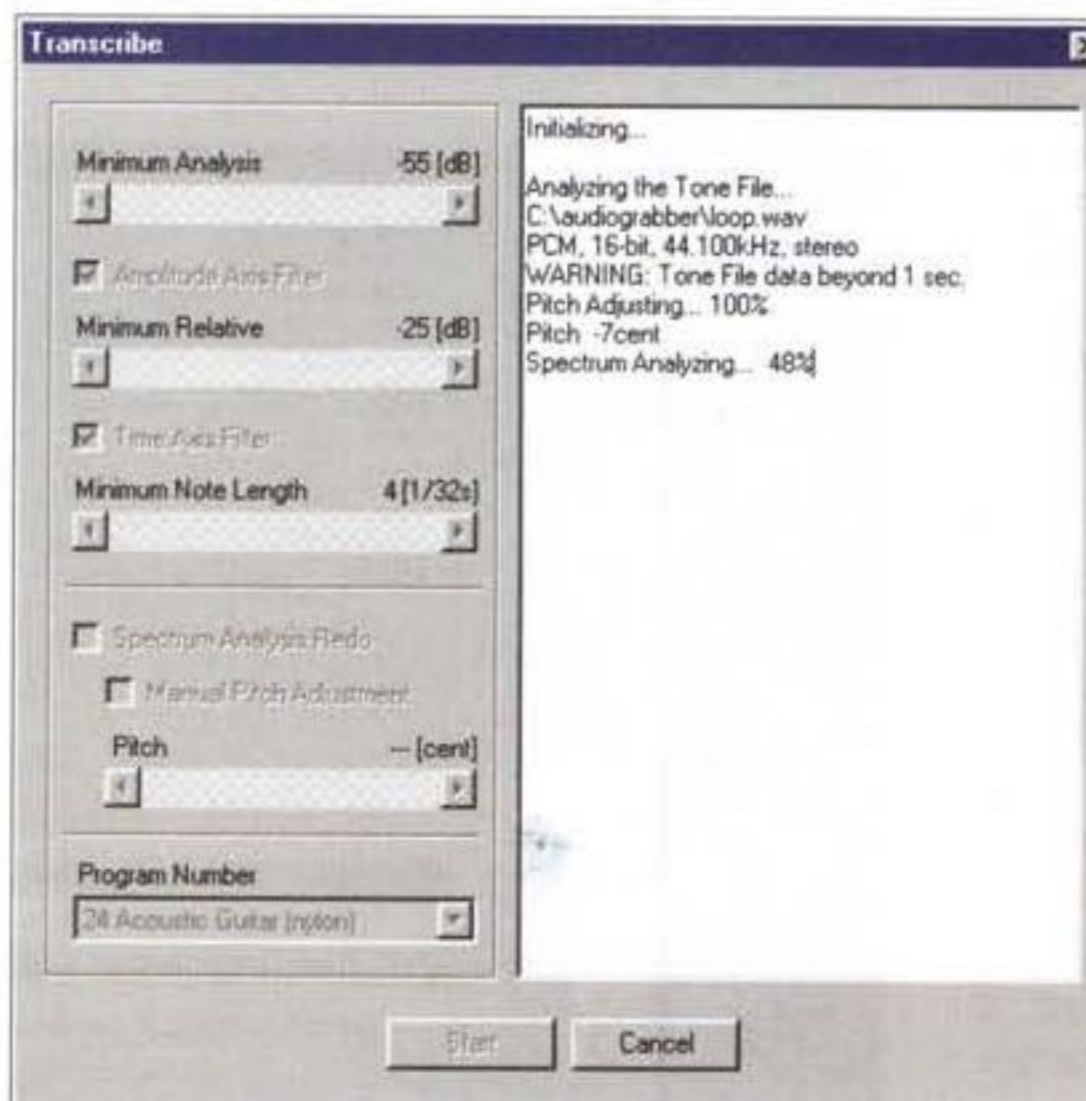 Transcribe
Minimum Analysis -55 [dB]
Amplitude Axis Filter
Minimum Relative -25 [dB]
Time Axis Filter
Minimum Note Length 4 [1/32s]
Spectrum Analysis Redo
Manual Pitch Adjustment
Pitch --- [cent]
Program Number
24 Acoustic Guitar (nylon)
Initializing...
Analyzing the Tone File...
C:\audiograbber\loop.wav
PCM, 16-bit, 44.100kHz, stereo
WARNING: Tone File data beyond 1 sec.
Pitch Adjusting... 100%
Pitch -7cent
Spectrum Analyzing... 48%
Start
Cancel